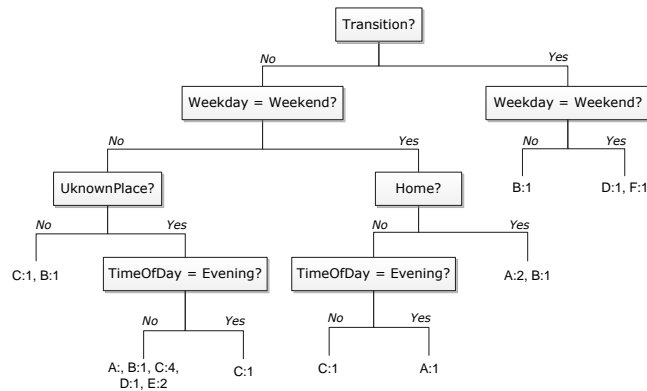 Transition?
No
Yes
Weekday = Weekend?
Weekday = Weekend?
No
Yes
No
Yes
UknownPlace?
Home?
B:1
D:1, F:1
No
Yes
No
Yes
C:1, B:1
TimeOfDay = Evening?
TimeOfDay = Evening?
A:2, B:1
No
Yes
No
Yes
A:, B:1, C:4,
D:1, E:2
C:1
C:1
A:1